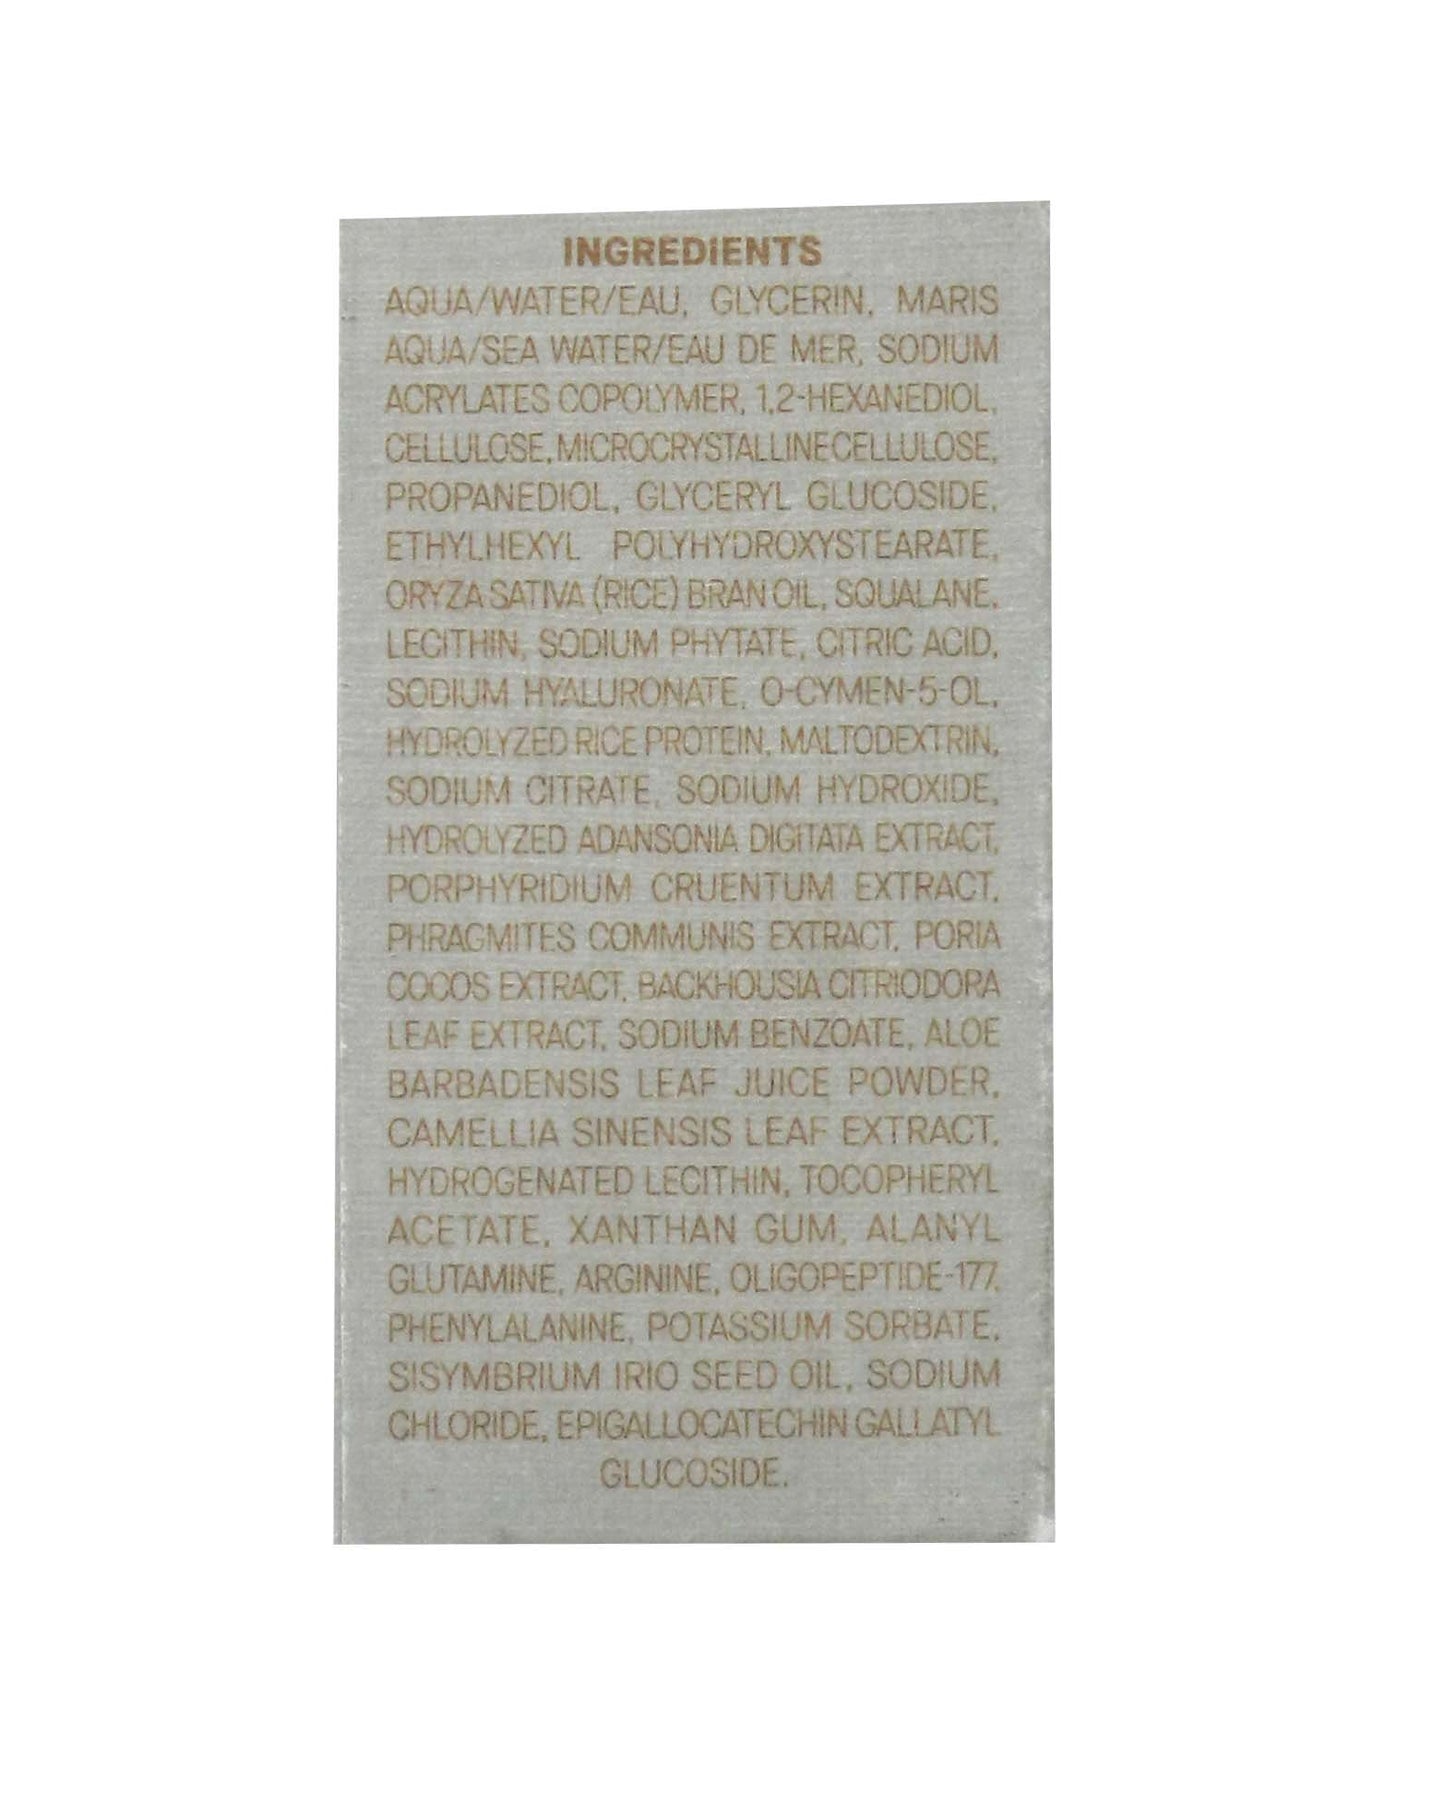 INGREDIENTS
AQUA/WATER/EAU, GLYCERIN, MARIS
AQUA/SEA WATER/EAU DE MER, SODIUM
ACRYLATES COPOLYMER, 1,2-HEXANEDIOL,
CELLULOSE, MICROCRYSTALLINE CELLULOSE,
PROPANEDIOL, GLYCERYL GLUCOSIDE,
ETHYLHEXYL POLYHYDROXYSTEARATE,
ORYZA SATIVA (RICE) BRAN OIL, SQUALANE,
LECITHIN, SODIUM PHYTATE, CITRIC ACID,
SODIUM HYALURONATE, O-CYMEN-5-OL,
HYDROLYZED RICE PROTEIN, MALTODEXTRIN,
SODIUM CITRATE, SODIUM HYDROXIDE,
HYDROLYZED ADANSONIA DIGITATA EXTRACT,
PORPHYRIDIUM CRUENTUM EXTRACT,
PHRAGMITES COMMUNIS EXTRACT, PORIA
COCOS EXTRACT, BACKHOUSIA CITRIODORA
LEAF EXTRACT, SODIUM BENZOATE, ALOE
BARBADENSIS LEAF JUICE POWDER,
CAMELLIA SINENSIS LEAF EXTRACT,
HYDROGENATED LECITHIN, TOCOPHERYL
ACETATE, XANTHAN GUM, ALANYL
GLUTAMINE, ARGININE, OLIGOPEPTIDE-177,
PHENYLALANINE, POTASSIUM SORBATE,
SISYMBRIUM IRIO SEED OIL, SODIUM
CHLORIDE, EPIGALLOCATECHIN GALLATYL
GLUCOSIDE.